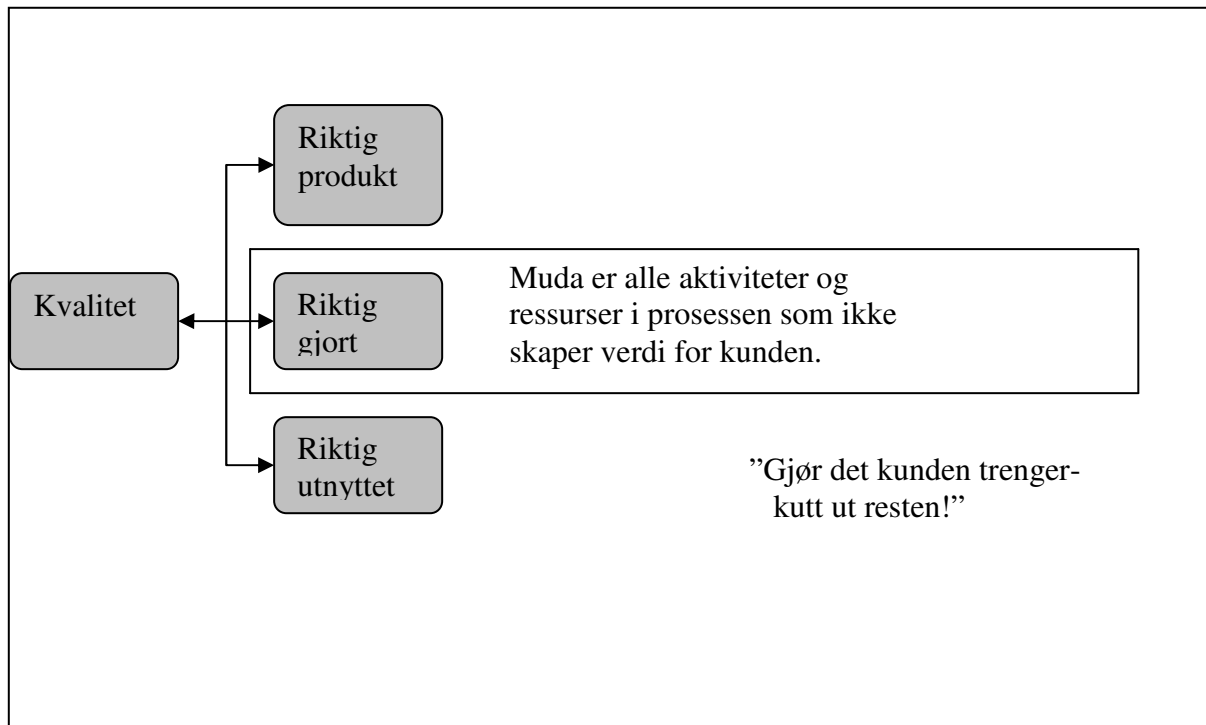 Riktig
produkt
Kvalitet
Riktig
gjort
Muda er alle aktiviteter og
ressurser i prosessen som ikke
skaper verdi for kunden.
Riktig
utnyttet
”Gjør det kunden trenger-
kutt ut resten!”